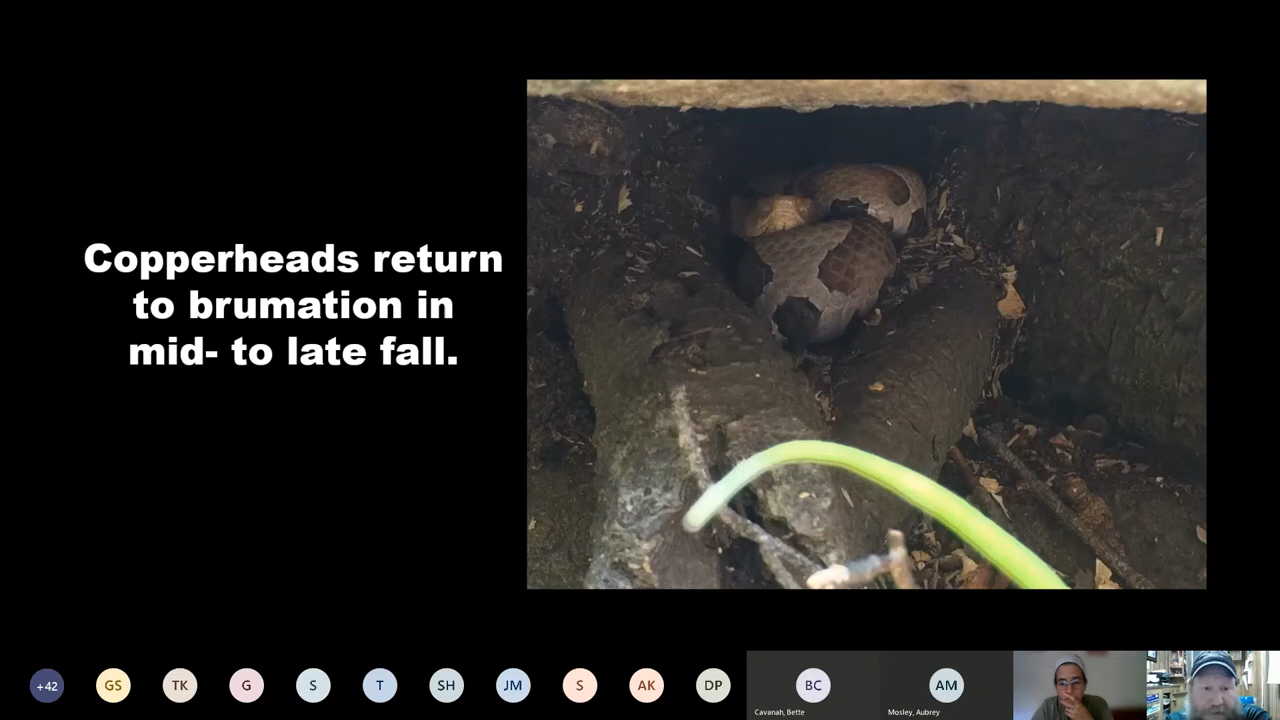 Copperheads return
to brumation in
mid- to late fall.
+42
GS
TK
G
S
T
SH
JM
S
AK
DP
BC
AM
Cavanah, Bette
Mosley, Aubrey